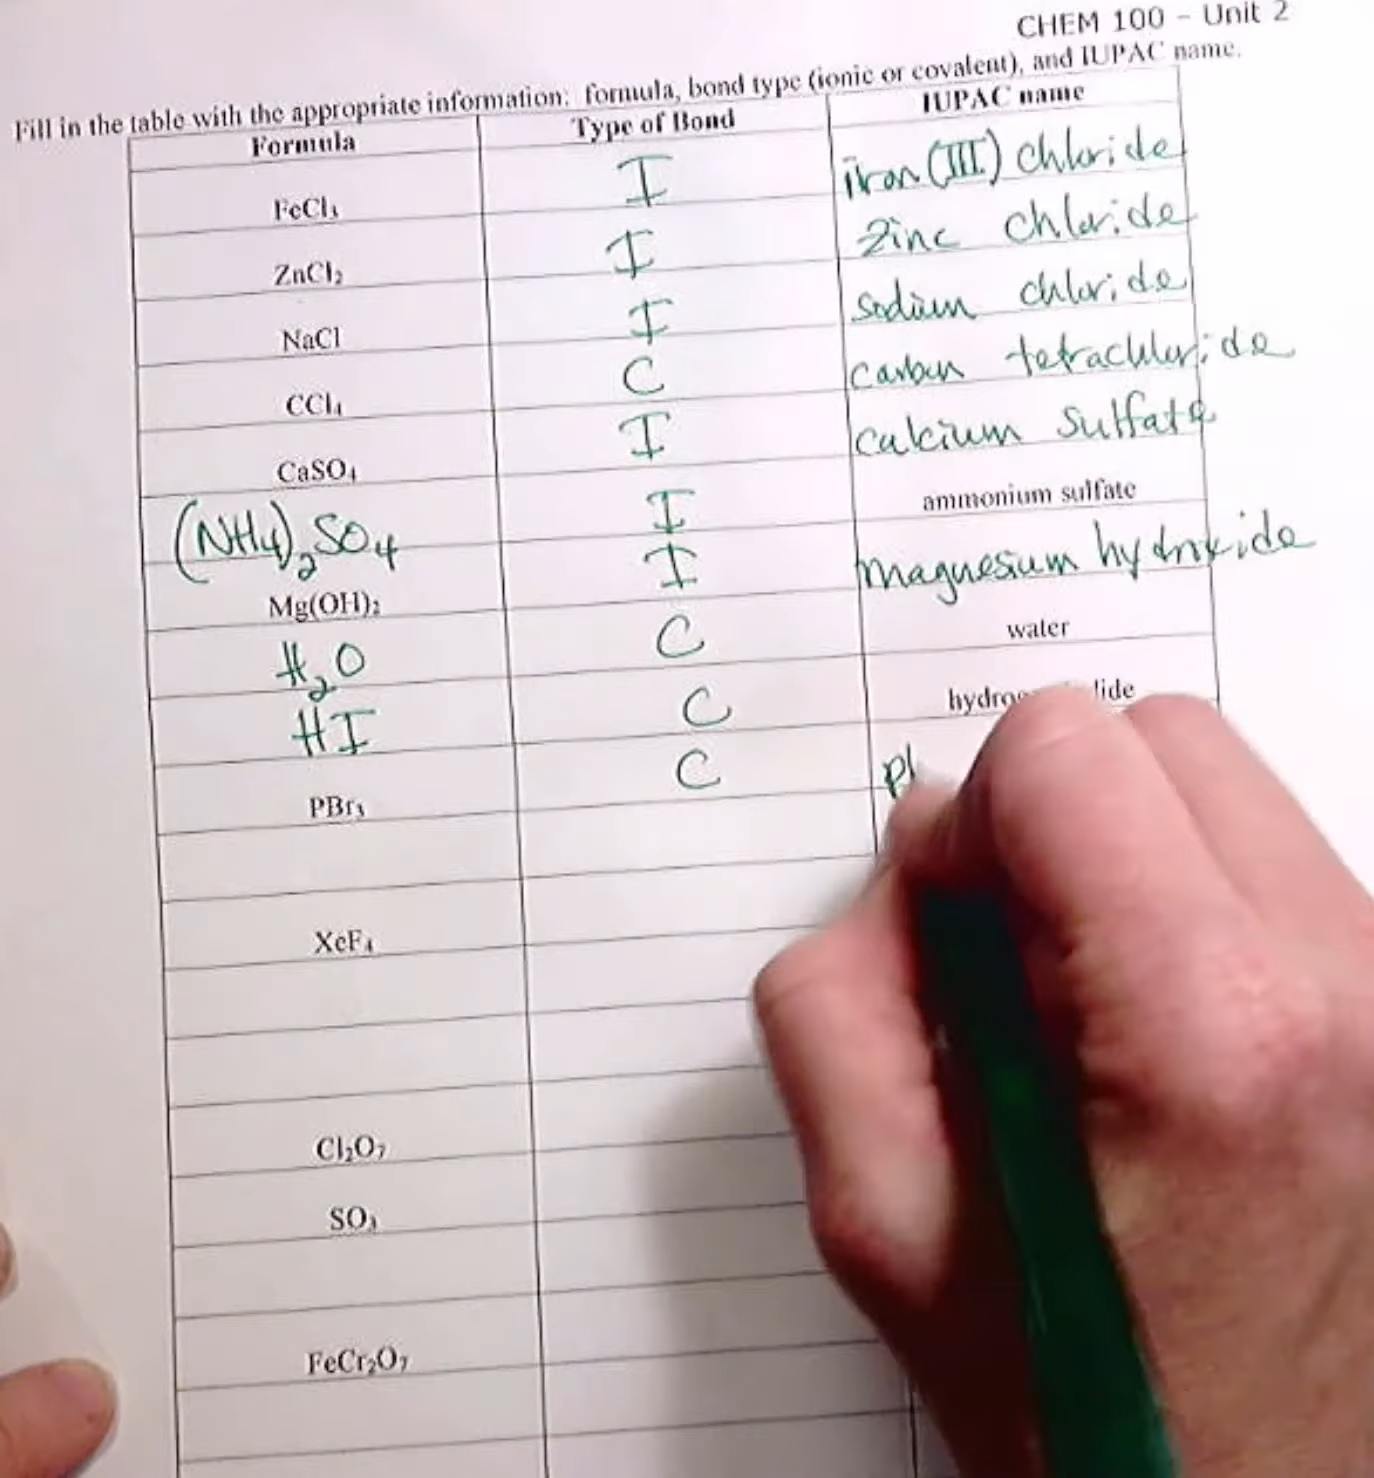 CHEM 100 - Unit 2
Fill in the table with the appropriate information: formula, bond type (ionic or covalent), and IUPAC name.
Formula Type of Bond IUPAC name
FeCl₃ I iron (III) chloride
ZnCl₂ I zinc chloride
NaCl I sodium chloride
CCl₄ C carbon tetrachloride
CaSO₄ I calcium sulfate
(NH₄)₂SO₄ I ammonium sulfate
Mg(OH)₂ I magnesium hydroxide
H₂O C water
HI C
PBr₃ C
XeF₄
Cl₂O₇
SO₃
FeCr₂O₇